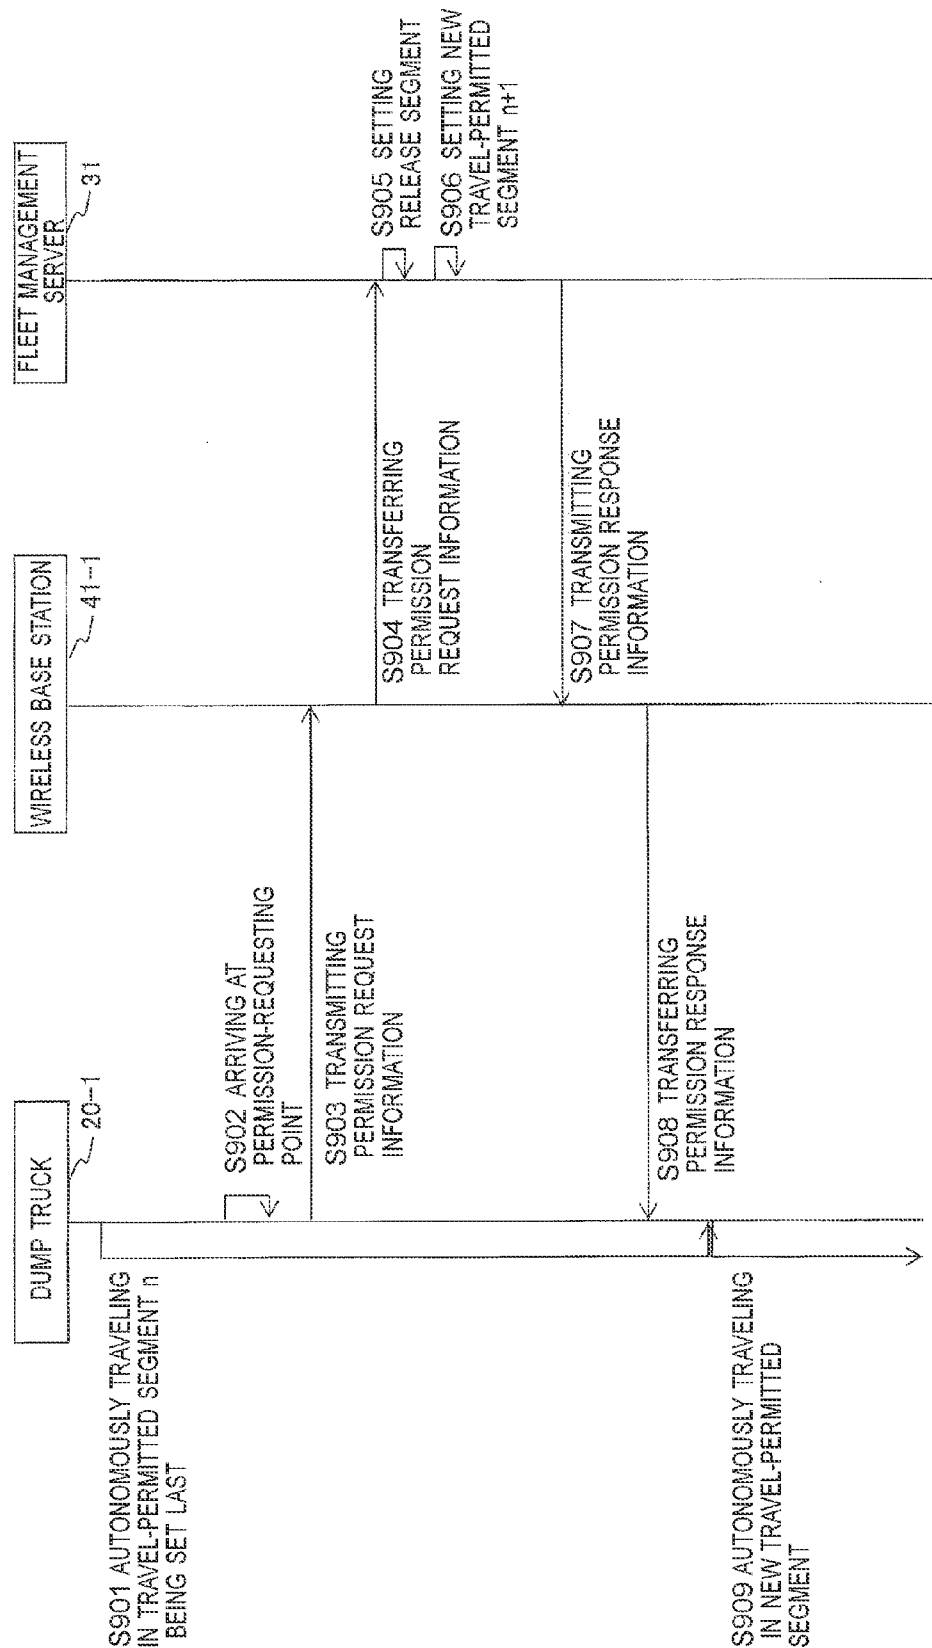 DUMP TRUCK
20-1
WIRELESS BASE STATION
41-1
FLEET MANAGEMENT
SERVER
31
S901 AUTONOMOUSLY TRAVELING
IN TRAVEL-PERMITTED SEGMENT n
BEING SET LAST
S902 ARRIVING AT
PERMISSION-REQUESTING
POINT
S903 TRANSMITTING
PERMISSION REQUEST
INFORMATION
S904 TRANSFERRING
PERMISSION
REQUEST INFORMATION
S905 SETTING
RELEASE SEGMENT
S906 SETTING NEW
TRAVEL-PERMITTED
SEGMENT n+1
S907 TRANSMITTING
PERMISSION RESPONSE
INFORMATION
S908 TRANSFERRING
PERMISSION RESPONSE
INFORMATION
S909 AUTONOMOUSLY TRAVELING
IN NEW TRAVEL-PERMITTED
SEGMENT